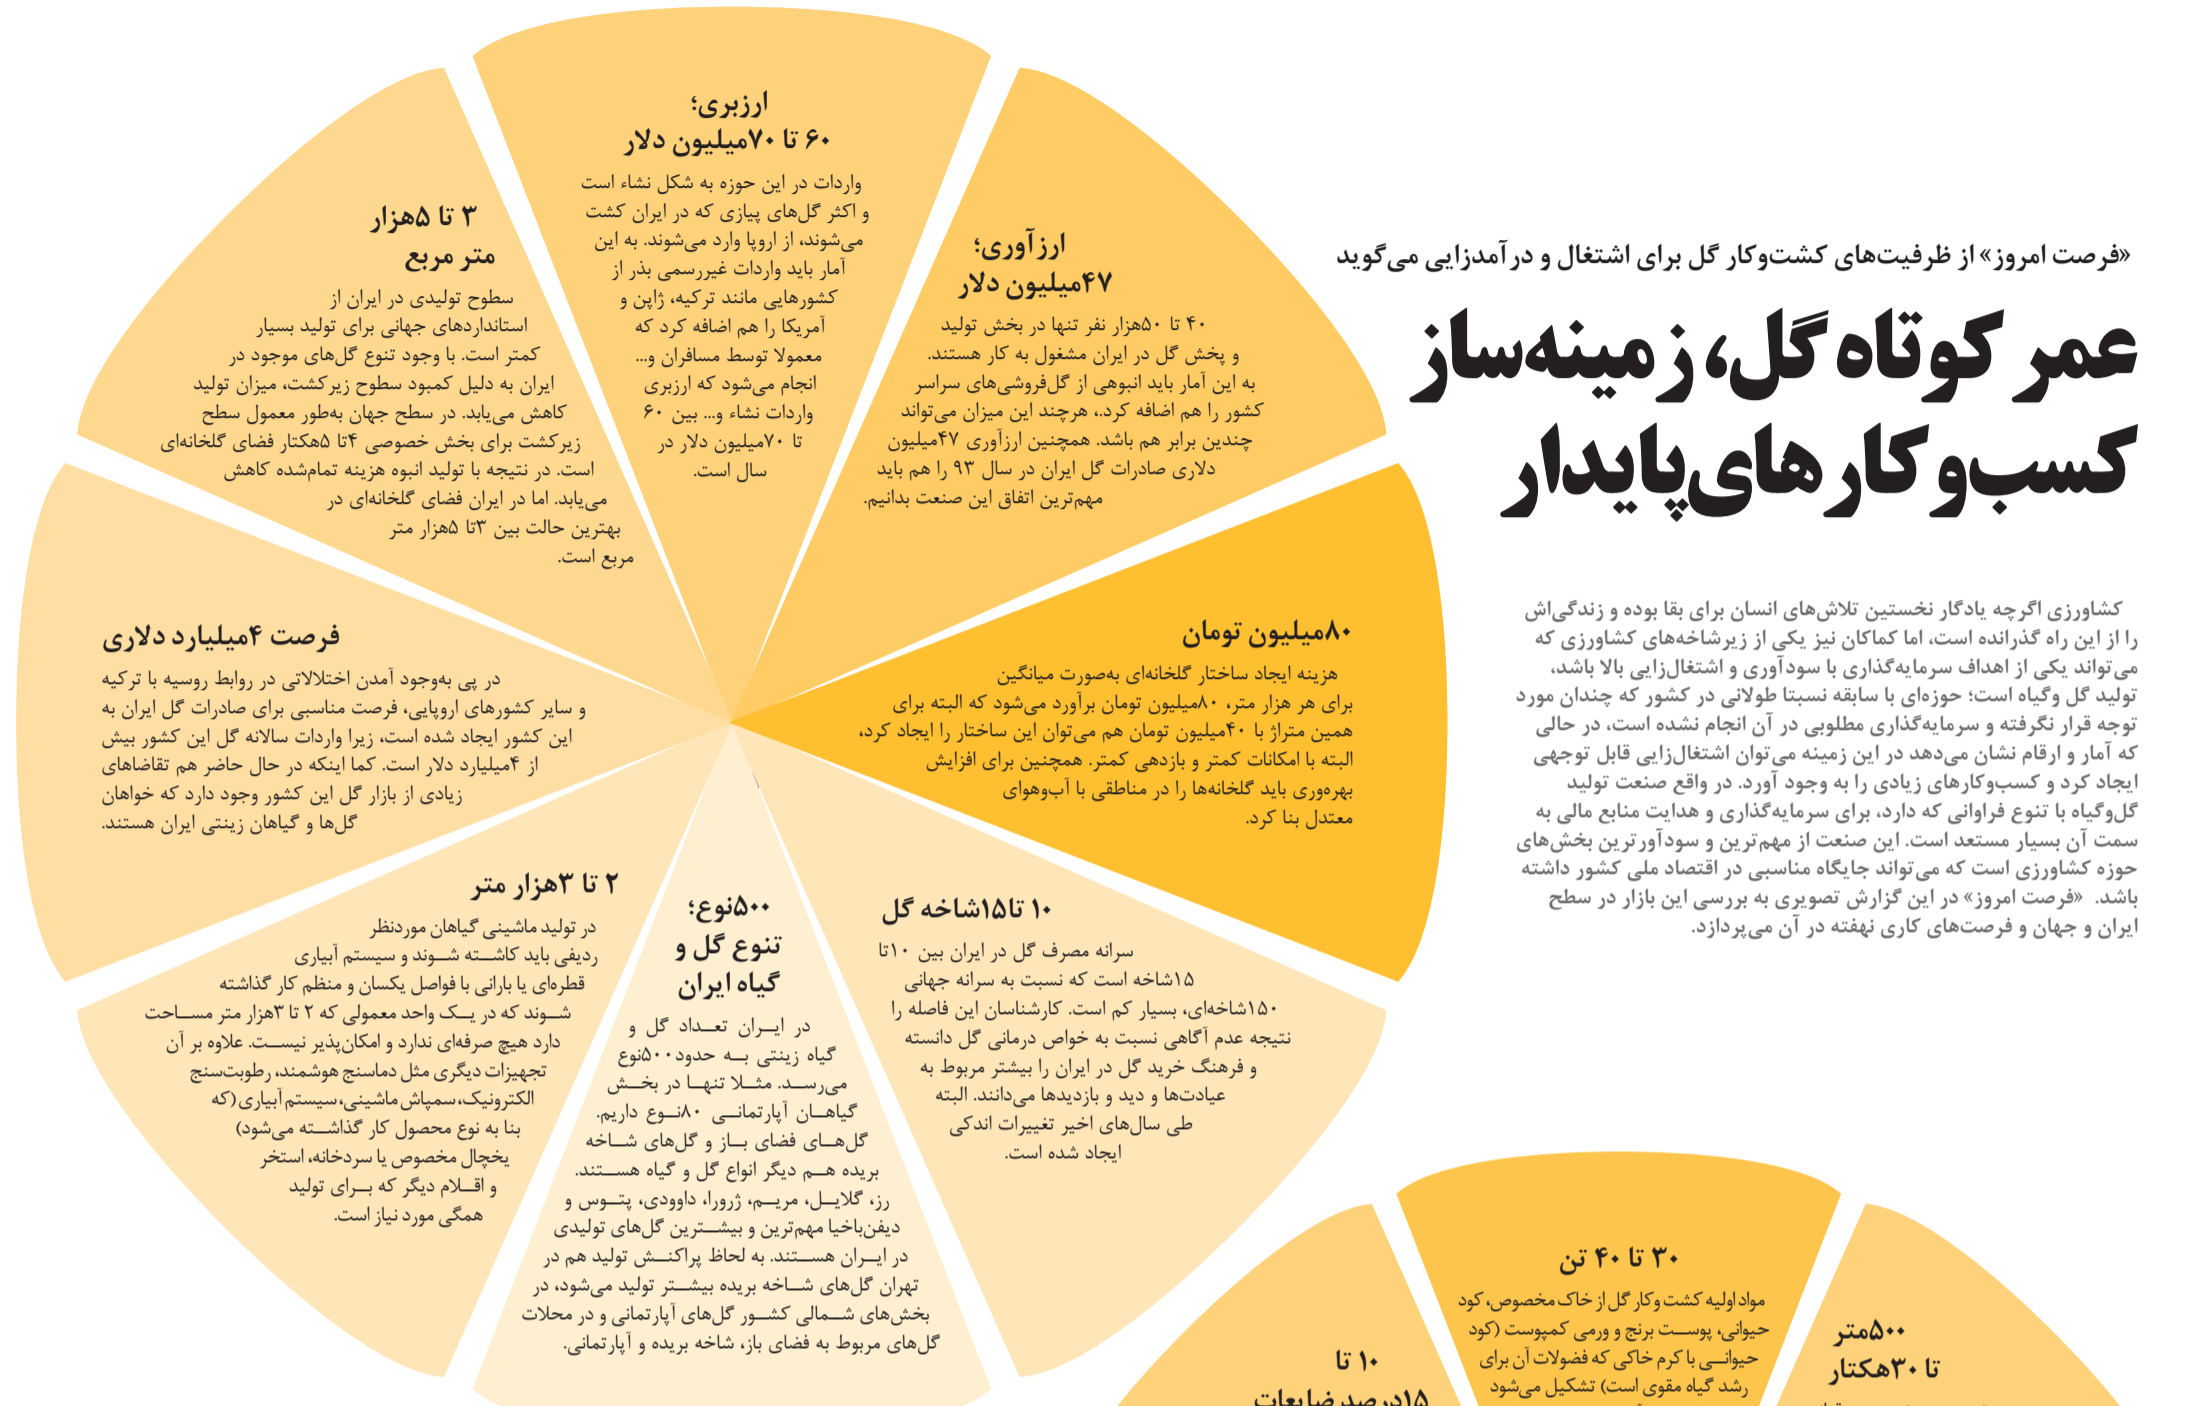 «فرصت امروز» از ظرفیت‌های کشت‌وکار گل برای اشتغال و درآمدزایی می‌گوید
عمر کوتاه گل، زمینه‌ساز
کسب‌وکارهای‌پایدار
کشاورزی اگرچه یادگار نخستین تلاش‌های انسان برای بقا بوده و زندگی‌اش
را از این راه گذرانده است، اما کماکان نیز یکی از زیرشاخه‌های کشاورزی که
می‌تواند یکی از اهداف سرمایه‌گذاری با سودآوری و اشتغال‌زایی بالا باشد،
تولید گل وگیاه است؛ حوزه‌ای با سابقه نسبتا طولانی در کشور که چندان مورد
توجه قرار نگرفته و سرمایه‌گذاری مطلوبی در آن انجام نشده است، در حالی
که آمار و ارقام نشان می‌دهد در این زمینه می‌توان اشتغال‌زایی قابل توجهی
ایجاد کرد و کسب‌وکارهای زیادی را به وجود آورد. در واقع صنعت تولید
گل‌وگیاه با تنوع فراوانی که دارد، برای سرمایه‌گذاری و هدایت منابع مالی به
سمت آن بسیار مستعد است. این صنعت از مهم‌ترین و سودآورترین بخش‌های
حوزه کشاورزی است که می‌تواند جایگاه مناسبی در اقتصاد ملی کشور داشته
باشد. «فرصت امروز» در این گزارش تصویری به بررسی این بازار در سطح
ایران و جهان و فرصت‌های کاری نهفته در آن می‌پردازد.
ارزآوری؛
۴۷میلیون دلار
۴۰ تا ۵۰هزار نفر تنها در بخش تولید
و پخش گل در ایران مشغول به کار هستند.
به این آمار باید انبوهی از گل‌فروشی‌های سراسر
کشور را هم اضافه کرد.، هرچند این میزان می‌تواند
چندین برابر هم باشد. همچنین ارزآوری ۴۷میلیون
دلاری صادرات گل ایران در سال ۹۳ را هم باید
مهم‌ترین اتفاق این صنعت بدانیم.
ارزبری؛
۶۰ تا ۷۰میلیون دلار
واردات در این حوزه به شکل نشاء است
و اکثر گل‌های پیازی که در ایران کشت
می‌شوند، از اروپا وارد می‌شوند. به این
آمار باید واردات غیررسمی بذر از
کشورهایی مانند ترکیه، ژاپن و
آمریکا را هم اضافه کرد که
معمولا توسط مسافران و...
انجام می‌شود که ارزبری
واردات نشاء و... بین ۶۰
تا ۷۰میلیون دلار در
سال است.
۳ تا ۵هزار
متر مربع
سطوح تولیدی در ایران از
استانداردهای جهانی برای تولید بسیار
کمتر است. با وجود تنوع گل‌های موجود در
ایران به دلیل کمبود سطوح زیرکشت، میزان تولید
کاهش می‌یابد. در سطح جهان به‌طور معمول سطح
زیرکشت برای بخش خصوصی ۴تا ۵هکتار فضای گلخانه‌ای
است. در نتیجه با تولید انبوه هزینه تمام‌شده کاهش
می‌یابد. اما در ایران فضای گلخانه‌ای در
بهترین حالت بین ۳تا ۵هزار متر
مربع است.
فرصت ۴میلیارد دلاری
در پی به‌وجود آمدن اختلالاتی در روابط روسیه با ترکیه
و سایر کشورهای اروپایی، فرصت مناسبی برای صادرات گل ایران به
این کشور ایجاد شده است، زیرا واردات سالانه گل این کشور بیش
از ۴میلیارد دلار است. کما اینکه در حال حاضر هم تقاضاهای
زیادی از بازار گل این کشور وجود دارد که خواهان
گل‌ها و گیاهان زینتی ایران هستند.
۸۰میلیون تومان
هزینه ایجاد ساختار گلخانه‌ای به‌صورت میانگین
برای هر هزار متر، ۸۰میلیون تومان برآورد می‌شود که البته برای
همین متراژ با ۴۰میلیون تومان هم می‌توان این ساختار را ایجاد کرد،
البته با امکانات کمتر و بازدهی کمتر. همچنین برای افزایش
بهره‌وری باید گلخانه‌ها را در مناطقی با آب‌وهوای
معتدل بنا کرد.
۱۰ تا۱۵شاخه گل
سرانه مصرف گل در ایران بین ۱۰تا
۱۵شاخه است که نسبت به سرانه جهانی
۱۵۰شاخه‌ای، بسیار کم است. کارشناسان این فاصله را
نتیجه عدم آگاهی نسبت به خواص درمانی گل دانسته
و فرهنگ خرید گل در ایران را بیشتر مربوط به
عیادت‌ها و دید و بازدیدها می‌دانند. البته
طی سال‌های اخیر تغییرات اندکی
ایجاد شده است.
۵۰۰نوع؛
تنوع گل و
گیاه ایران
در ایران تعداد گل و
گیاه زینتی به حدود۵۰۰نوع
می‌رسد. مثلا تنها در بخش
گیاهان آپارتمانی ۸۰نوع داریم.
گل‌های فضای باز و گل‌های شاخه
بریده هم دیگر انواع گل و گیاه هستند.
رز، گلایل، مریم، ژرورا، داوودی، پتوس و
دیفن‌باخیا مهم‌ترین و بیشترین گل‌های تولیدی
در ایران هستند. به لحاظ پراکنش تولید هم در
تهران گل‌های شاخه بریده بیشتر تولید می‌شود، در
بخش‌های شمالی کشور گل‌های آپارتمانی و در محلات
گل‌های مربوط به فضای باز، شاخه بریده و آپارتمانی.
۲ تا ۳هزار متر
در تولید ماشینی گیاهان موردنظر
ردیفی باید کاشته شوند و سیستم آبیاری
قطره‌ای یا بارانی با فواصل یکسان و منظم کار گذاشته
شوند که در یک واحد معمولی که ۲ تا ۳هزار متر مساحت
دارد هیچ صرفه‌ای ندارد و امکان‌پذیر نیست. علاوه بر آن
تجهیزات دیگری مثل دماسنج هوشمند، رطوبت‌سنج
الکترونیک،سمپاش ماشینی،سیستم آبیاری(که
بنا به نوع محصول کار گذاشته می‌شود)
یخچال مخصوص یا سردخانه، استخر
و اقلام دیگر که برای تولید
همگی مورد نیاز است.
۵۰۰متر
تا ۳۰هکتار
۳۰ تا ۴۰ تن
مواد اولیه کشت وکار گل از خاک مخصوص، کود
حیوانی، پوست برنج و ورمی کمپوست (کود
حیوانی با کرم خاکی که فضولات آن برای
رشد گیاه مقوی است) تشکیل می‌شود
۱۰ تا
۱۵درصد ضایعات